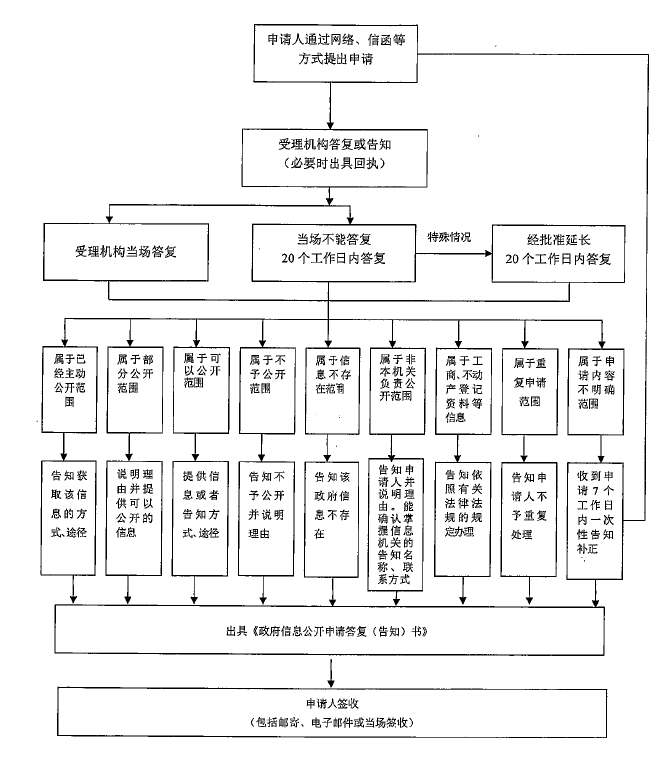 申请人通过网络、信函等
方式提出申请
受理机构答复或告知
（必要时出具回执）
受理机构当场答复
当场不能答复
20个工作日内答复
特殊情况
经批准延长
20个工作日内答复
属于已
经主动
公开范
围
属于部
分公开
范围
属于可
以公开
范围
属于不
予公开
范围
属于信
息不存
在范围
属于非
本机关
负责公
开范围
属于工
商、不动
产登记
资料等
信息
属于重
复申请
范围
属于申
请内容
不明确
范围
告知获
取该信
息的方
式、途径
说明理
由并提
供可以
公开的
信息
提供信
息或者
告知方
式、途径
告知不
予公开
并说明
理由
告知该
政府信
息不存
在
告知申
请人并
说明理
由。能
确认掌
握信息
机关的
告知名
称、联
系方式
告知依
照有关
法律法
规的规
定办理
告知申
请人不
予重复
处理
收到申
请7个
工作日
内一次
性告知
补正
出具《政府信息公开申请答复（告知）书》
申请人签收
（包括邮寄、电子邮件或当场签收）